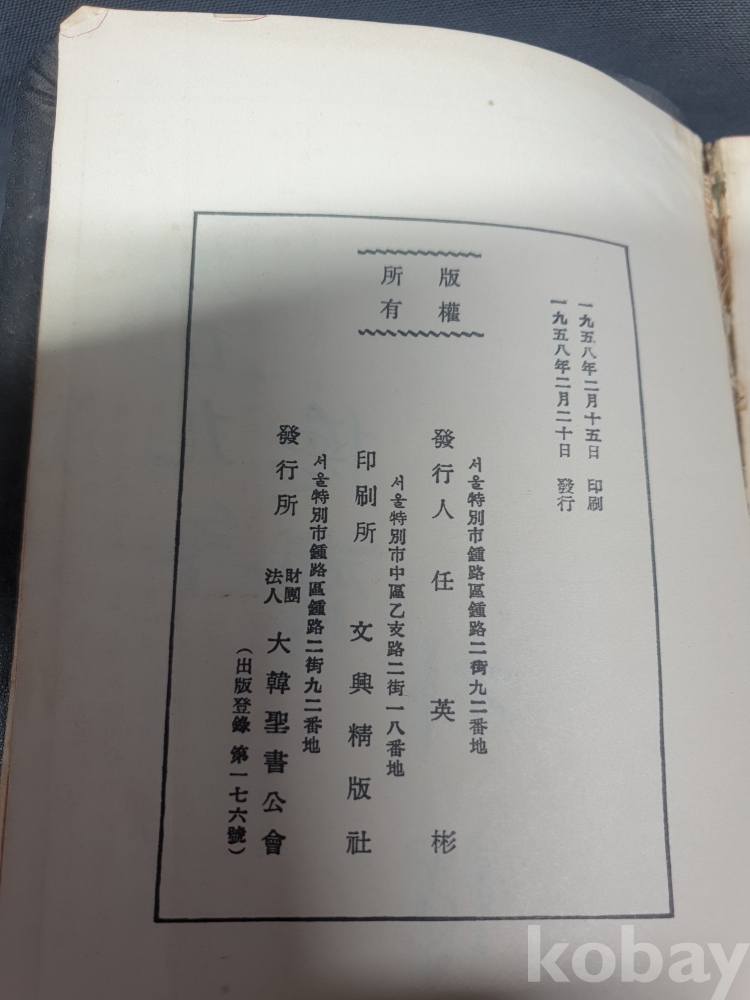 一九五八年二月十五日 印刷
一九五八年二月二十日 發行
版權
所有
서울特別市鍾路區鍾路二街九二番地
發行人 任英彬
서울特別市中區乙支路二街一八番地
印刷所 文興精版社
서울特別市鍾路區鍾路二街九二番地
發行所 財團法人 大韓聖書公會
(出版登錄 第一七六號)
kobay